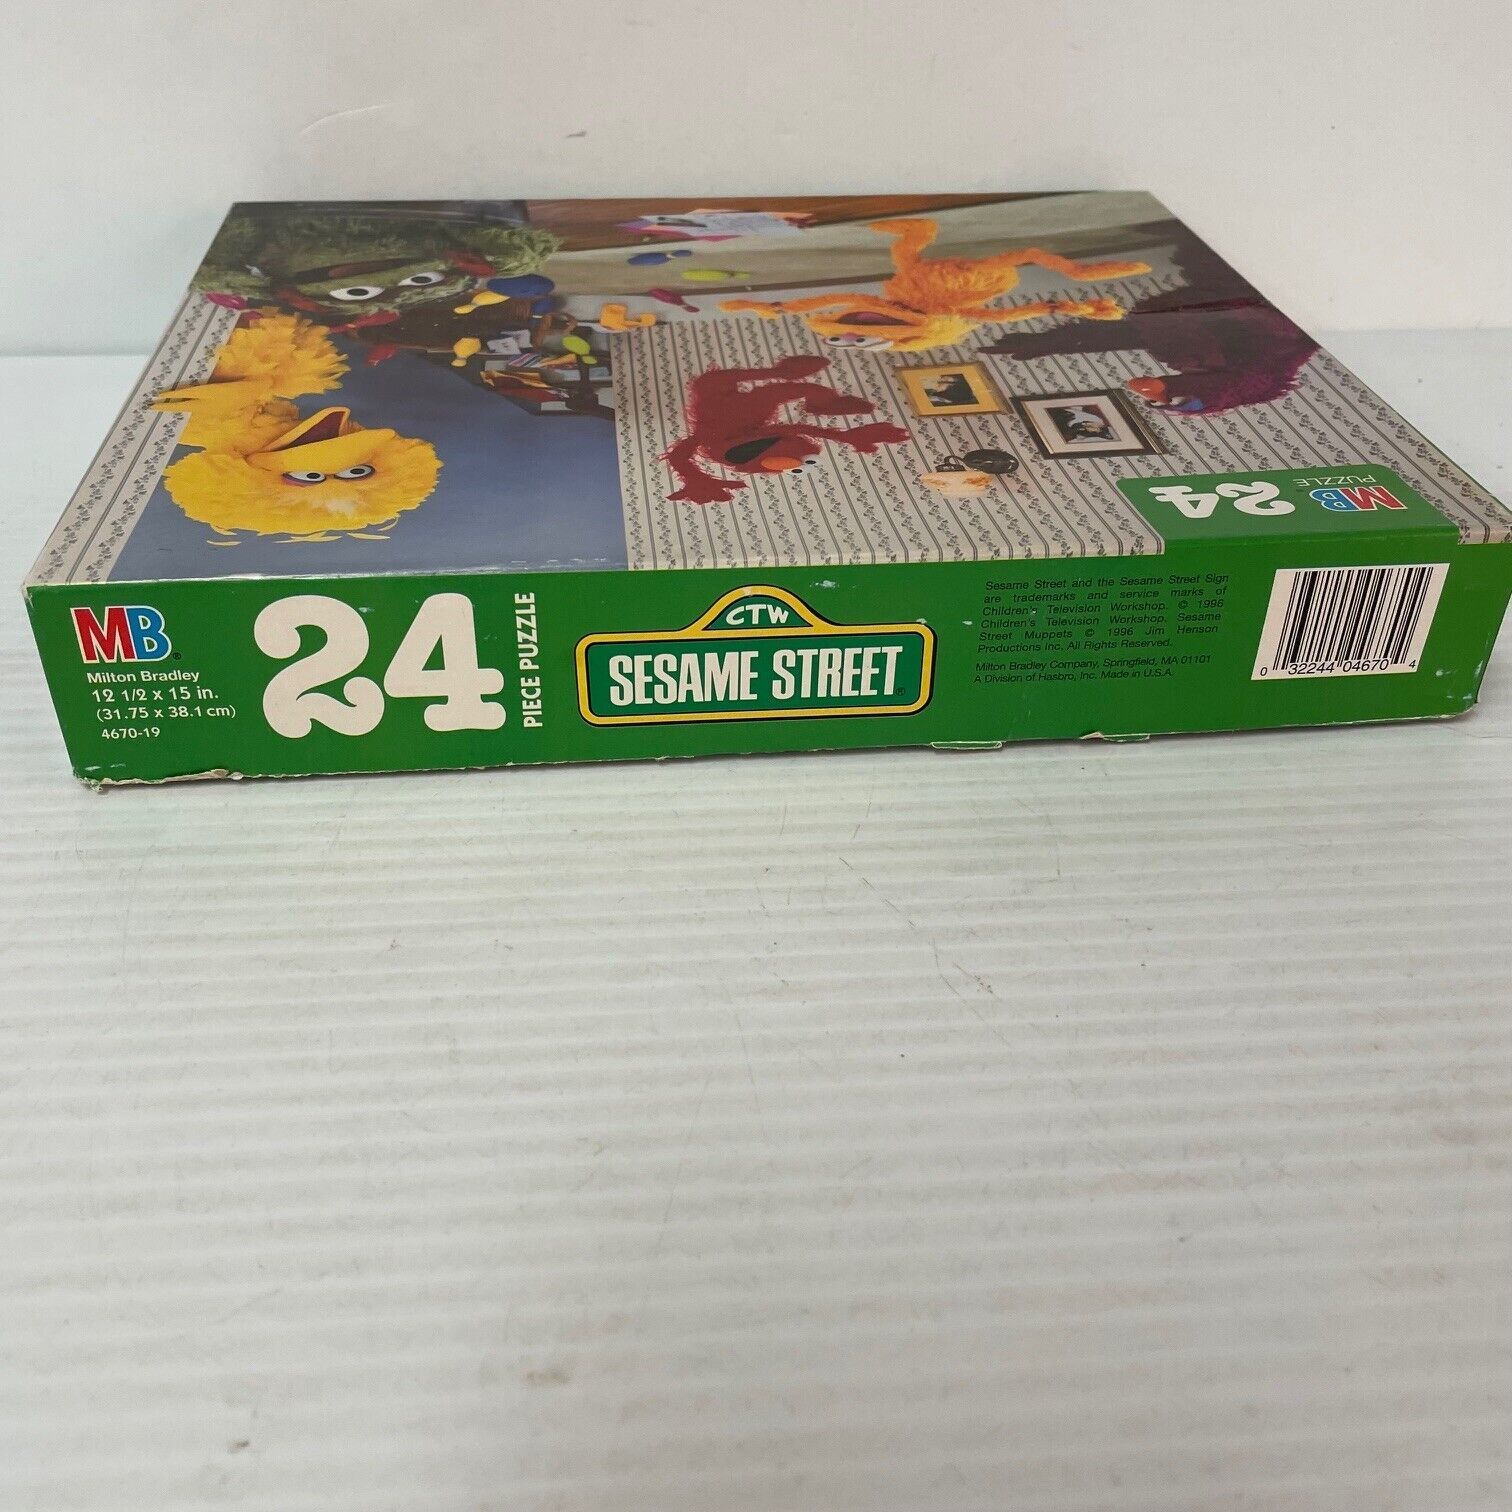 24
MB
PUZZLE
MB®
Milton Bradley
12 1/2 x 15 in.
(31.75 x 38.1 cm)
4670-19
24
PIECE PUZZLE
CTW
SESAME STREET®
Sesame Street and the Sesame Street Sign
are trademarks and service marks of
Children's Television Workshop. © 1996
Children's Television Workshop. Sesame
Street Muppets © 1996 Jim Henson
Productions Inc. All Rights Reserved.
Milton Bradley Company, Springfield, MA 01101
A Division of Hasbro, Inc. Made in U.S.A.
0 32244 04670 4